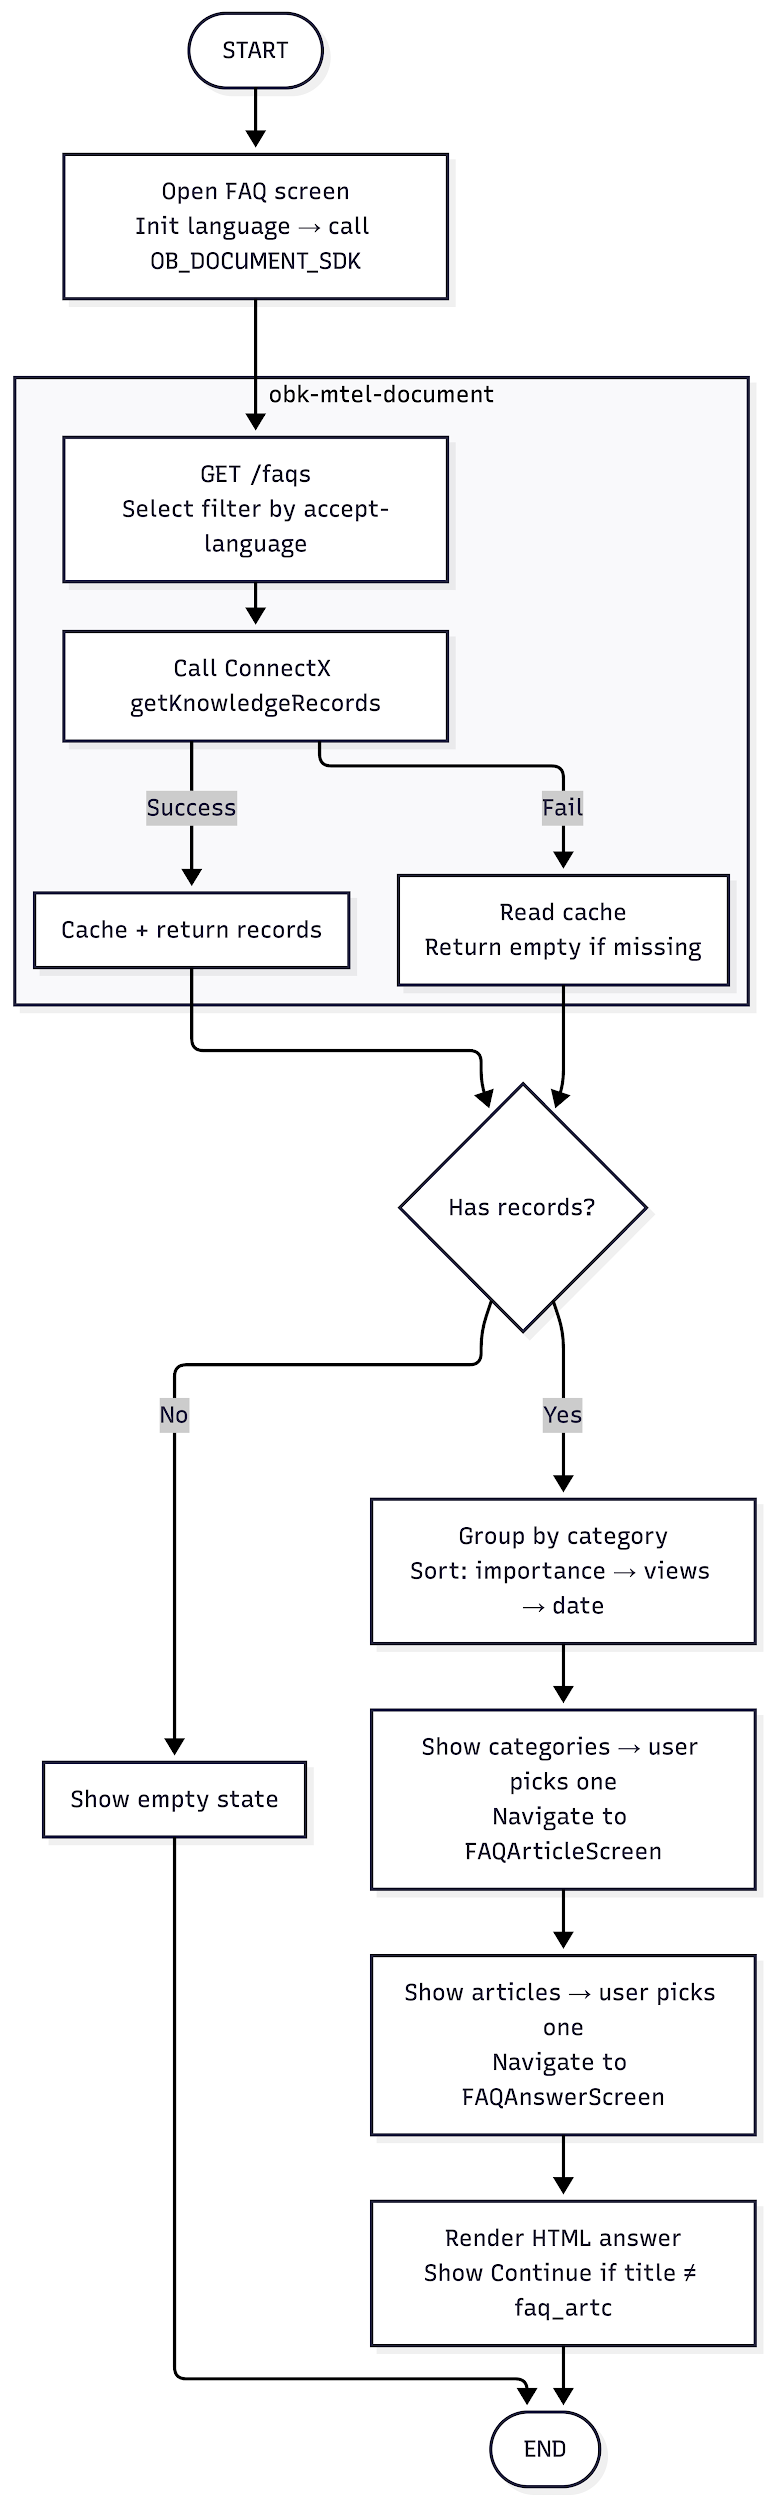 START
Open FAQ screen
Init language → call
OB_DOCUMENT_SDK
obk-mtel-document
GET /faqs
Select filter by accept-
language
Call ConnectX
getKnowledgeRecords
Success
Fail
Cache + return records
Read cache
Return empty if missing
Has records?
No
Yes
Group by category
Sort: importance → views
→ date
Show categories → user
picks one
Navigate to
FAQArticleScreen
Show empty state
Show articles → user picks
one
Navigate to
FAQAnswerScreen
Render HTML answer
Show Continue if title ≠
faq_artc
END